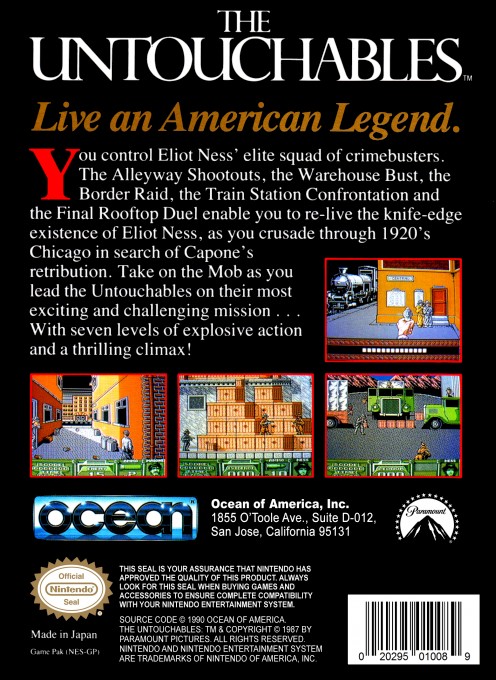 THE
UNTOUCHABLES
TM
Live an American Legend.
You control Eliot Ness' elite squad of crimebusters.
The Alleyway Shootouts, the Warehouse Bust, the
Border Raid, the Train Station Confrontation and
the Final Rooftop Duel enable you to re-live the knife-edge
existence of Eliot Ness, as you crusade through 1920's
Chicago in search of Capone's
retribution. Take on the Mob as you
lead the Untouchables on their most
exciting and challenging mission . . .
With seven levels of explosive action
and a thrilling climax!
ocean
Ocean of America, Inc.
1855 O'Toole Ave., Suite D-012,
San Jose, California 95131
Paramount
Official
Nintendo
Seal
THIS SEAL IS YOUR ASSURANCE THAT NINTENDO HAS
APPROVED THE QUALITY OF THIS PRODUCT. ALWAYS
LOOK FOR THIS SEAL WHEN BUYING GAMES AND
ACCESSORIES TO ENSURE COMPLETE COMPATIBILITY
WITH YOUR NINTENDO ENTERTAINMENT SYSTEM.
Made in Japan
Game Pak (NES-GP)
SOURCE CODE © 1990 OCEAN OF AMERICA.
THE UNTOUCHABLES: TM & COPYRIGHT © 1987 BY
PARAMOUNT PICTURES. ALL RIGHTS RESERVED.
NINTENDO AND NINTENDO ENTERTAINMENT SYSTEM
ARE TRADEMARKS OF NINTENDO OF AMERICA, INC.
0 20295 01008 9